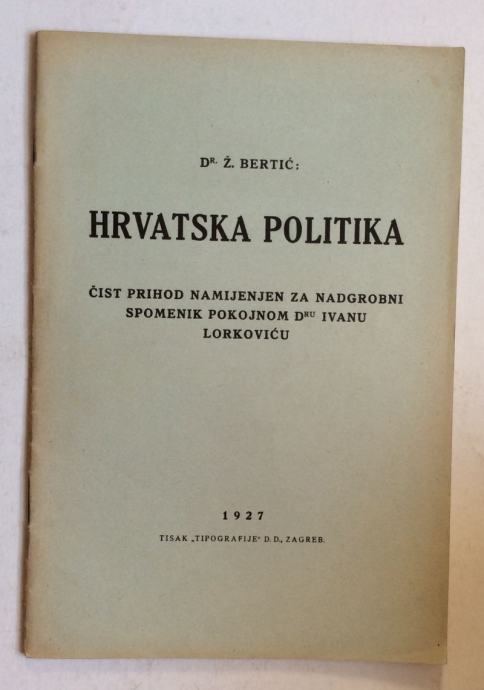 DR. Ž. BERTIĆ:
HRVATSKA POLITIKA
ČIST PRIHOD NAMIJENJEN ZA NADGROBNI
SPOMENIK POKOJNOM DRU IVANU
LORKOVIĆU
1927
TISAK „TIPOGRAFIJE“ D. D., ZAGREB.